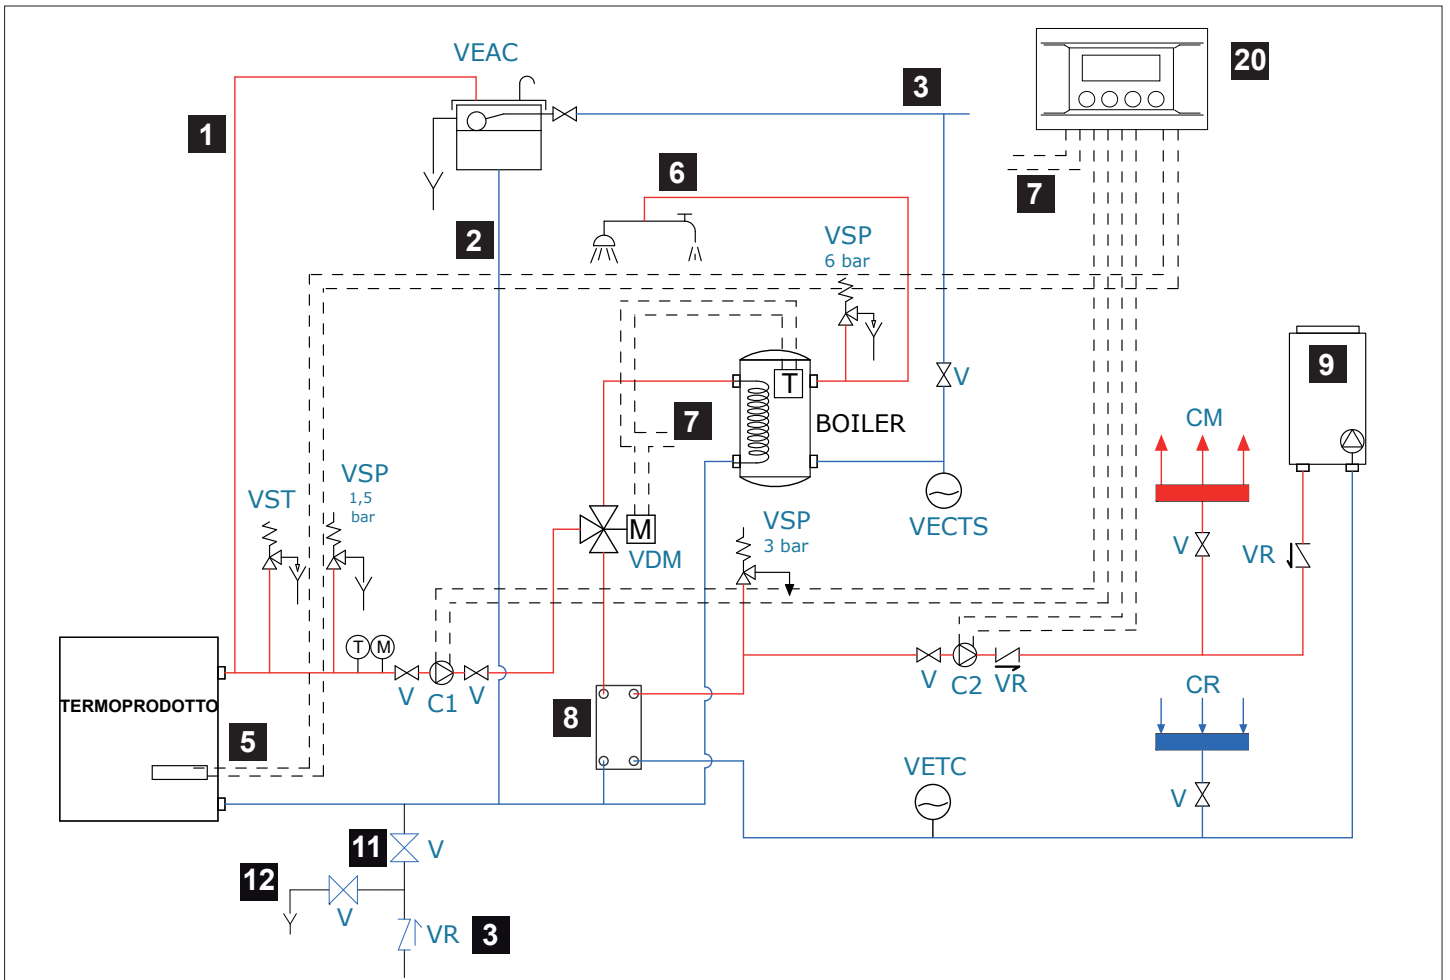 VEAC
3
20
1
6
7
2
VSP
6 bar
9
CM
7
BOILER
T
VSP
1,5
bar
VST
VECTS
VSP
3 bar
M
VDM
V
V
VR
T
M
TERMOPRODOTTO
V
C1
V
V
C2
VR
CR
8
5
VETC
V
11
V
12
V
VR
3